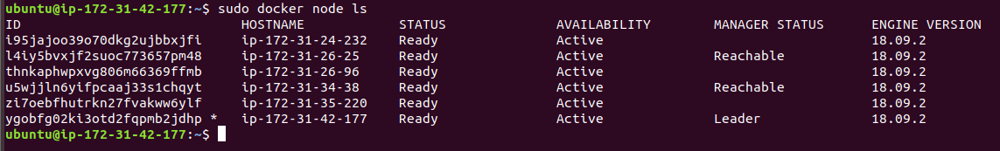 ubuntu@ip-172-31-42-177:~$ sudo docker node ls
ID HOSTNAME STATUS AVAILABILITY MANAGER STATUS ENGINE VERSION
i95jajoo39o70dkg2ujbbxjfi ip-172-31-24-232 Ready Active 18.09.2
l4iy5bvxjf2suoc773657pm48 ip-172-31-26-25 Ready Active Reachable 18.09.2
thnkaphwpxvg806m66369ffmb ip-172-31-26-96 Ready Active 18.09.2
u5wjjln6yifpcaaj33s1chqyt ip-172-31-34-38 Ready Active Reachable 18.09.2
zi7oebfhutrkn27fvakww6ylf ip-172-31-35-220 Ready Active 18.09.2
ygobfg02ki3otd2fqpmb2jdhp * ip-172-31-42-177 Ready Active Leader 18.09.2
ubuntu@ip-172-31-42-177:~$